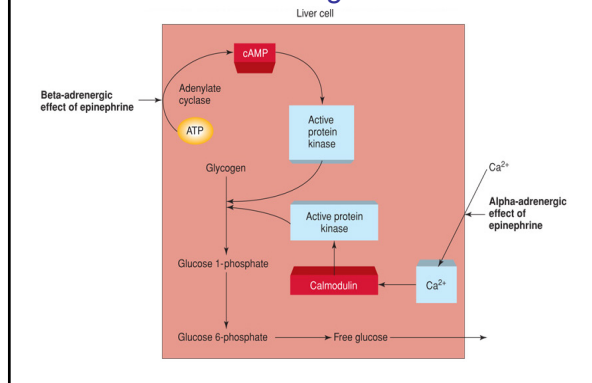 Liver cell
cAMP
Beta-adrenergic
effect of epinephrine
Adenylate
cyclase
ATP
Active
protein
kinase
Glycogen
Ca2+
Alpha-adrenergic
effect of
epinephrine
Active protein
kinase
Glucose 1-phosphate
Calmodulin
Ca2+
Glucose 6-phosphate
Free glucose